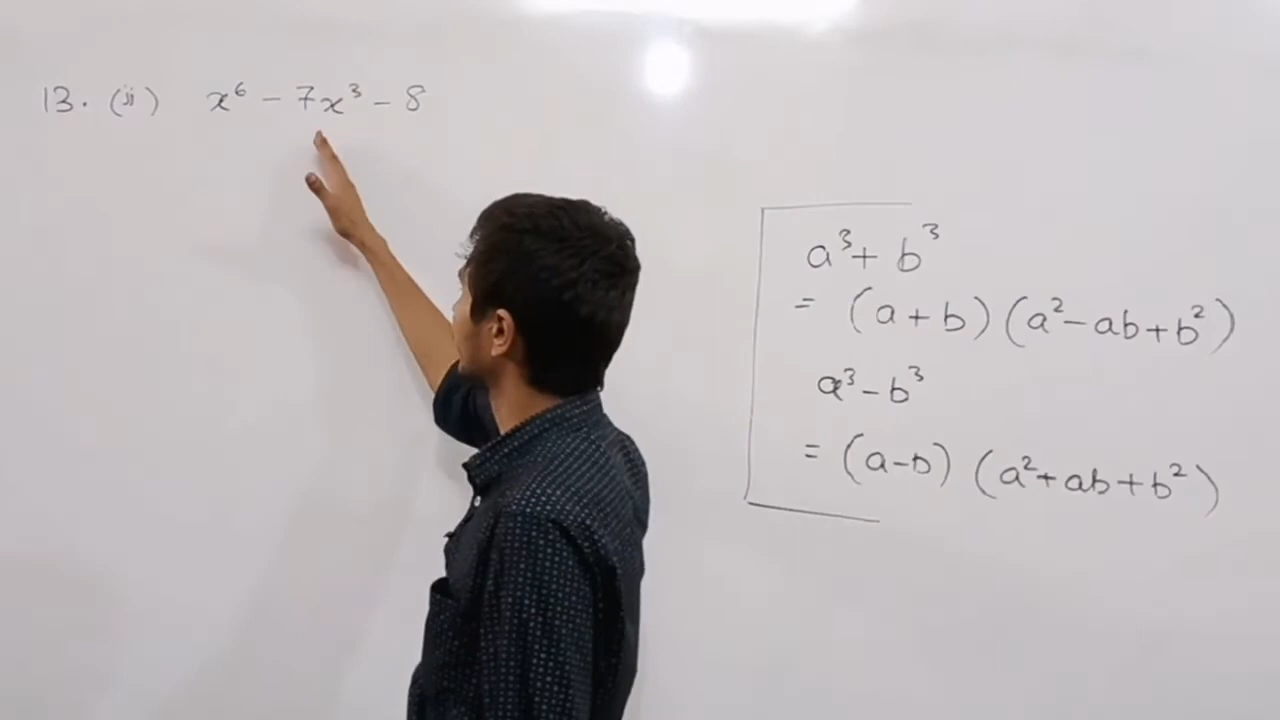 13. (ii) x⁶ - 7x³ - 8
a³ + b³
= (a + b) (a² - ab + b²)
a³ - b³
= (a - b) (a² + ab + b²)